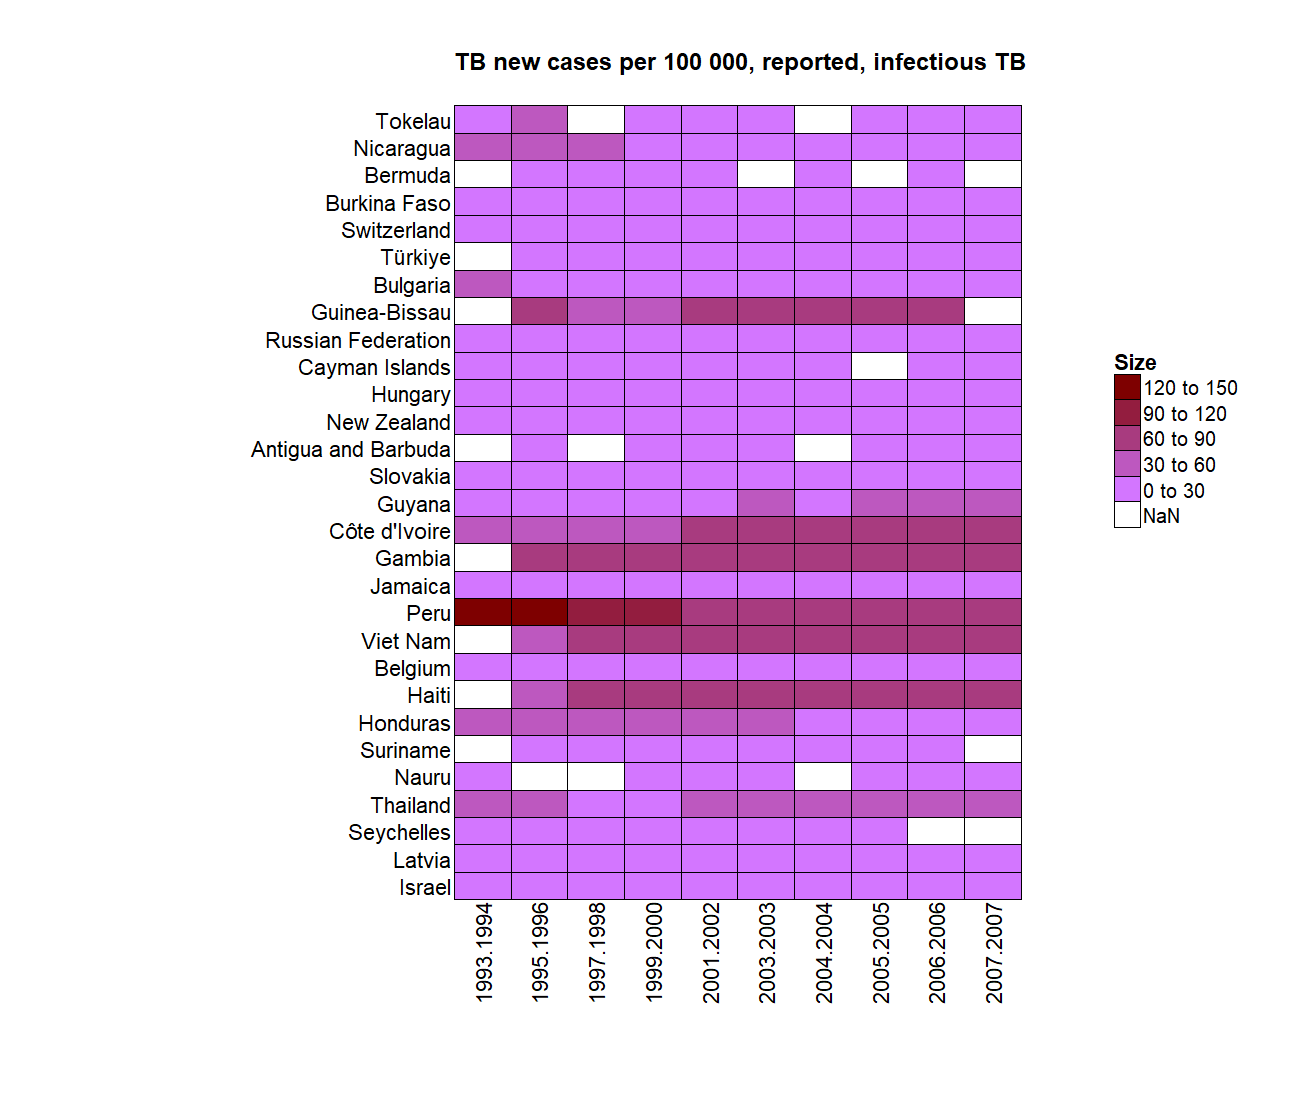 TB new cases per 100 000, reported, infectious TB
Tokelau
Nicaragua
Bermuda
Burkina Faso
Switzerland
Türkiye
Bulgaria
Guinea-Bissau
Russian Federation
Cayman Islands
Hungary
New Zealand
Antigua and Barbuda
Slovakia
Guyana
Côte d'Ivoire
Gambia
Jamaica
Peru
Viet Nam
Belgium
Haiti
Honduras
Suriname
Nauru
Thailand
Seychelles
Latvia
Israel
1993.1994
1995.1996
1997.1998
1999.2000
2001.2002
2003.2003
2004.2004
2005.2005
2006.2006
2007.2007
Size
120 to 150
90 to 120
60 to 90
30 to 60
0 to 30
NaN